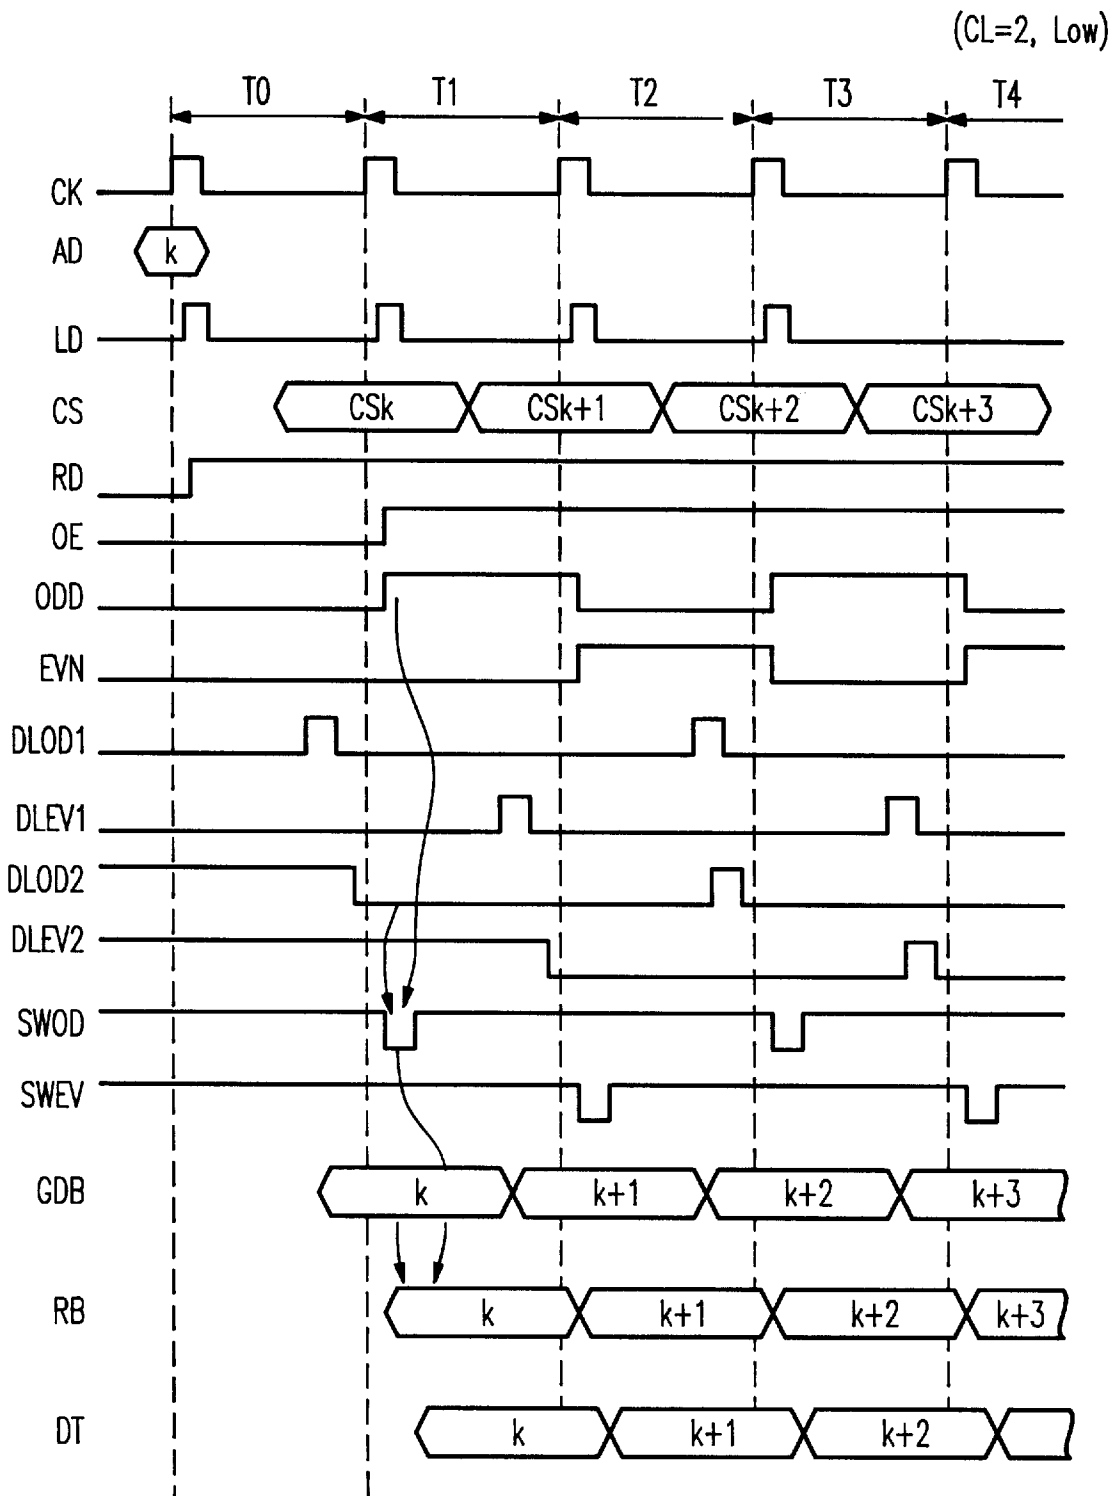 (CL=2, Low)
T0 T1 T2 T3 T4
CK
AD k
LD
CS CSk CSk+1 CSk+2 CSk+3
RD
OE
ODD
EVN
DLOD1
DLEV1
DLOD2
DLEV2
SWOD
SWEV
GDB k k+1 k+2 k+3
RB k k+1 k+2 k+3
DT k k+1 k+2